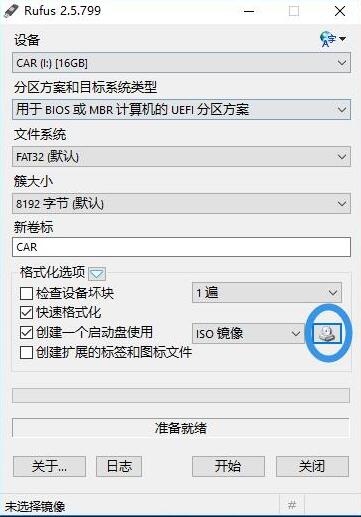 Rufus 2.5.799
设备
CAR (I:) [16GB]
分区方案和目标系统类型
用于 BIOS 或 MBR 计算机的 UEFI 分区方案
文件系统
FAT32 (默认)
簇大小
8192 字节 (默认)
新卷标
CAR
格式化选项
检查设备坏块 1 遍
快速格式化
创建一个启动盘使用 ISO 镜像
创建扩展的标签和图标文件
准备就绪
关于... 日志 开始 关闭
未选择镜像 #